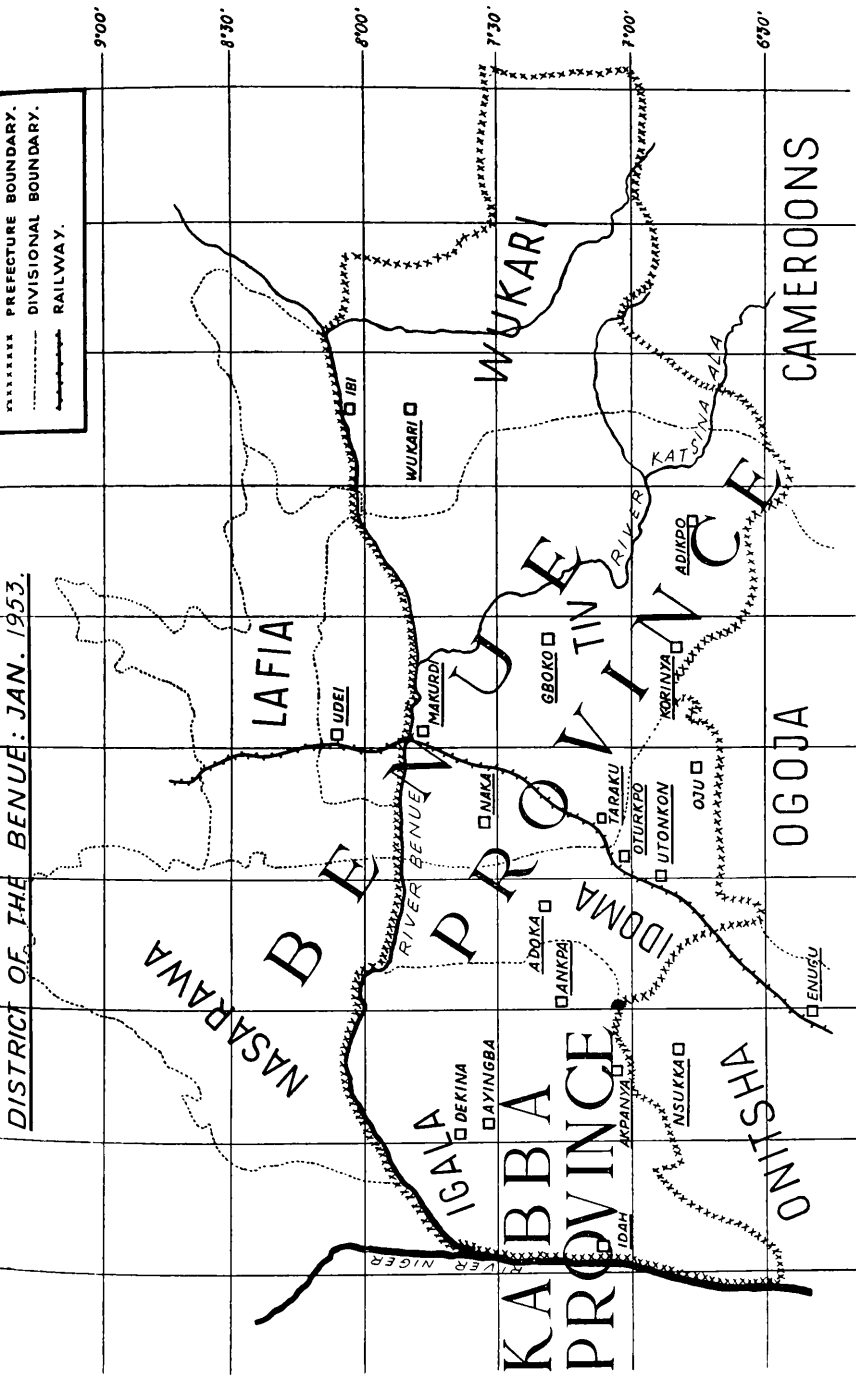 DISTRICT OF THE BENUE: JAN. 1953.
PREFECTURE BOUNDARY.
DIVISIONAL BOUNDARY.
RAILWAY.
9°00'
8°30'
8°00'
7°30'
7°00'
6°30'
NASARAWA
LAFIA
BENUE
PROVINCE
UDEI
IBI
WUKARI
WUKARI
RIVER BENUE
MAKURDI
NAKA
GBOKO
TIV
RIVER KATSINA ALA
ADIKPO
KORINYA
TARAKU
OTURKPO
UTONKON
OJU
IDOMA
ADOKA
ANKPA
IGALA
DEKINA
AYINGBA
KABBA
PROVINCE
AKPANYA
IDAH
RIVER NIGER
NSUKKA
ENUGU
ONITSHA
OGOJA
CAMEROONS